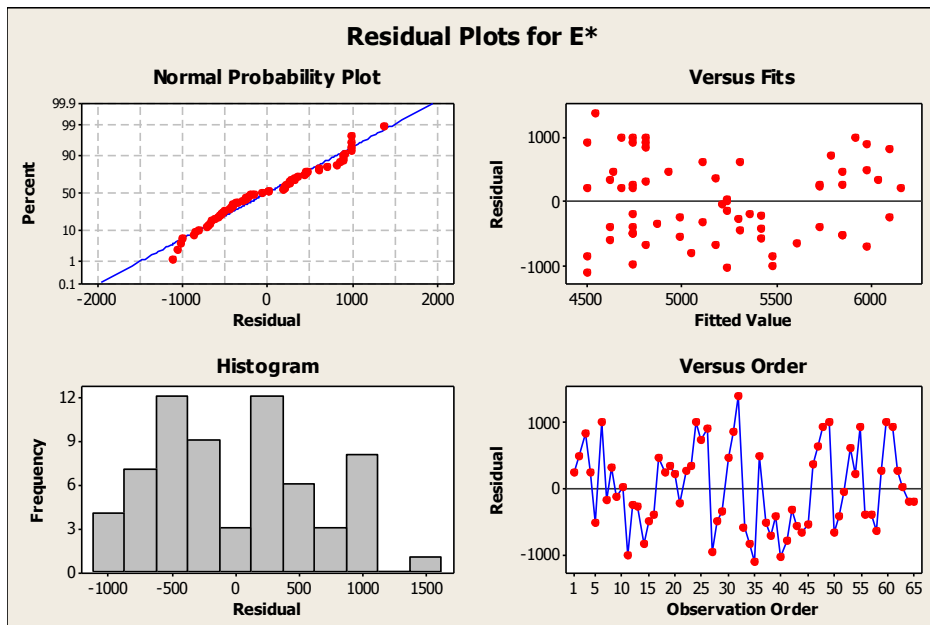 Residual Plots for E*
Normal Probability Plot
99.9
99
90
50
10
1
0.1
Percent
-2000 -1000 0 1000 2000
Residual
Versus Fits
1000
0
-1000
Residual
4500 5000 5500 6000
Fitted Value
Histogram
12
9
6
3
0
Frequency
-1000 -500 0 500 1000 1500
Residual
Versus Order
1000
0
-1000
Residual
1 5 10 15 20 25 30 35 40 45 50 55 60 65
Observation Order